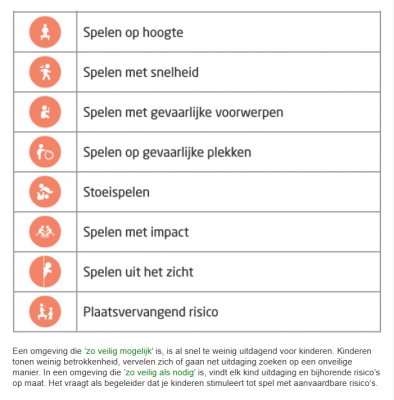 Spelen op hoogte
Spelen met snelheid
Spelen met gevaarlijke voorwerpen
Spelen op gevaarlijke plekken
Stoeispelen
Spelen met impact
Spelen uit het zicht
Plaatsvervangend risico
Een omgeving die ‘zo veilig mogelijk’ is, is al snel te weinig uitdagend voor kinderen. Kinderen
tonen weinig betrokkenheid, vervelen zich of gaan net uitdaging zoeken op een onveilige
manier. In een omgeving die ‘zo veilig als nodig’ is, vindt elk kind uitdaging en bijhorende risico’s
op maat. Het vraagt als begeleider dat je kinderen stimuleert tot spel met aanvaardbare risico’s.